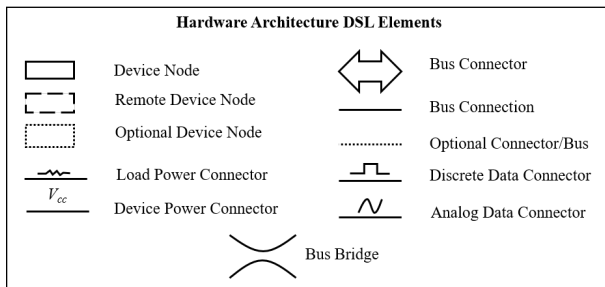 Hardware Architecture DSL Elements
Device Node
Remote Device Node
Optional Device Node
Load Power Connector
V_cc
Device Power Connector
Bus Connector
Bus Connection
Optional Connector/Bus
Discrete Data Connector
Analog Data Connector
Bus Bridge